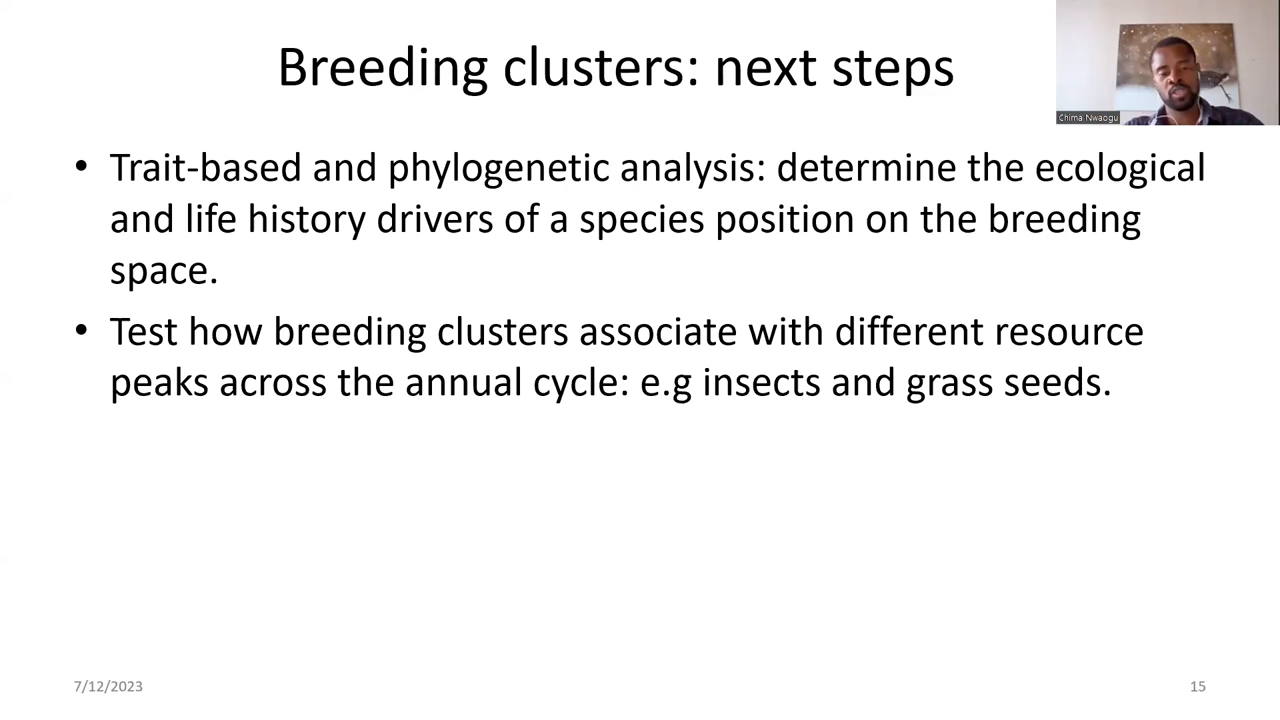 Breeding clusters: next steps
Chima Nwaogu
• Trait-based and phylogenetic analysis: determine the ecological
and life history drivers of a species position on the breeding
space.
• Test how breeding clusters associate with different resource
peaks across the annual cycle: e.g insects and grass seeds.
7/12/2023
15